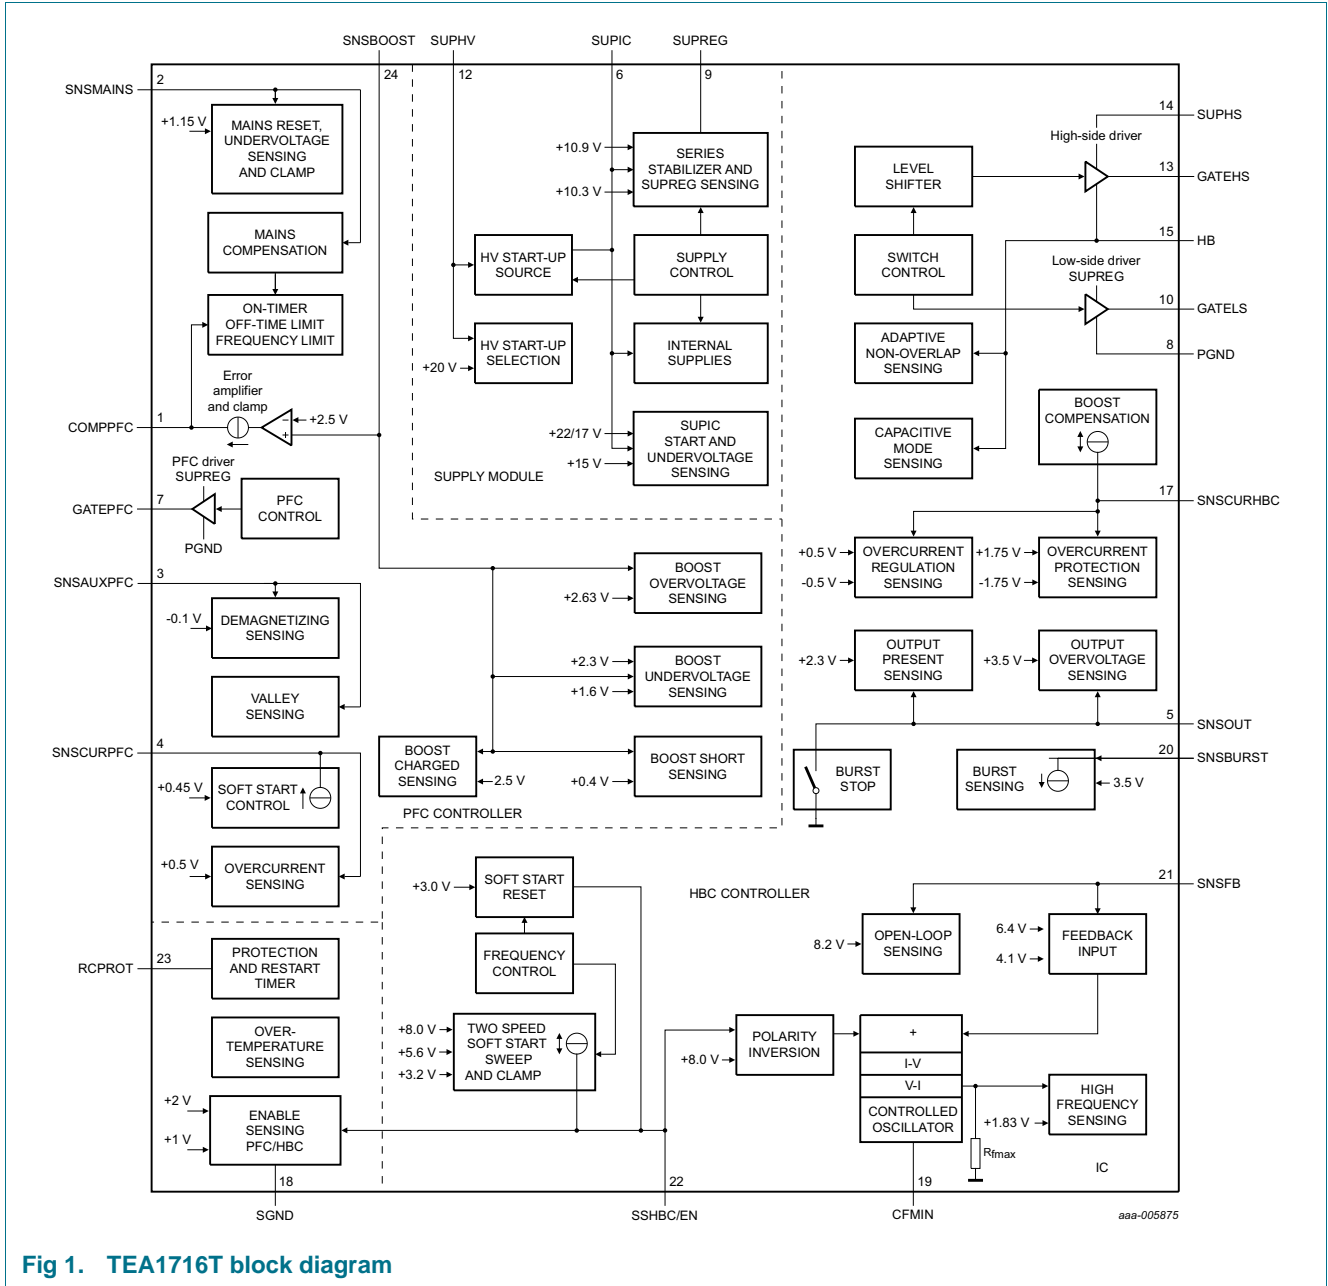 SNSBOOST SUPHV SUPIC SUPREG
24 12 6 9
SNSMAINS 2
+1.15 V
MAINS RESET,
UNDERVOLTAGE
SENSING
AND CLAMP
MAINS
COMPENSATION
ON-TIMER
OFF-TIME LIMIT
FREQUENCY LIMIT
Error
amplifier
and clamp
COMPPFC 1
− +2.5 V
+
PFC driver
SUPREG
GATEPFC 7
PFC
CONTROL
PGND
SNSAUXPFC 3
-0.1 V
DEMAGNETIZING
SENSING
VALLEY
SENSING
SNSCURPFC 4
+0.45 V
SOFT START
CONTROL
+0.5 V
OVERCURRENT
SENSING
RCPROT 23
PROTECTION
AND RESTART
TIMER
OVER-
TEMPERATURE
SENSING
+2 V
+1 V
ENABLE
SENSING
PFC/HBC
18
SGND
+10.9 V
+10.3 V
SERIES
STABILIZER AND
SUPREG SENSING
HV START-UP
SOURCE
SUPPLY
CONTROL
HV START-UP
SELECTION
+20 V
INTERNAL
SUPPLIES
+22/17 V
+15 V
SUPIC
START AND
UNDERVOLTAGE
SENSING
SUPPLY MODULE
BOOST
OVERVOLTAGE
SENSING
+2.63 V
+2.3 V
+1.6 V
BOOST
UNDERVOLTAGE
SENSING
BOOST
CHARGED
SENSING
2.5 V
+0.4 V
BOOST SHORT
SENSING
PFC CONTROLLER
14 SUPHS
High-side driver
LEVEL
SHIFTER
13 GATEHS
15 HB
SWITCH
CONTROL
Low-side driver
SUPREG
10 GATELS
8 PGND
ADAPTIVE
NON-OVERLAP
SENSING
CAPACITIVE
MODE
SENSING
BOOST
COMPENSATION
17 SNSCURHBC
+0.5 V
-0.5 V
OVERCURRENT
REGULATION
SENSING
+1.75 V
-1.75 V
OVERCURRENT
PROTECTION
SENSING
+2.3 V
OUTPUT
PRESENT
SENSING
+3.5 V
OUTPUT
OVERVOLTAGE
SENSING
5 SNSOUT
20 SNSBURST
BURST
STOP
BURST
SENSING
3.5 V
HBC CONTROLLER
21 SNSFB
+3.0 V
SOFT START
RESET
FREQUENCY
CONTROL
+8.0 V
+5.6 V
+3.2 V
TWO SPEED
SOFT START
SWEEP
AND CLAMP
8.2 V
OPEN-LOOP
SENSING
6.4 V
4.1 V
FEEDBACK
INPUT
POLARITY
INVERSION
+8.0 V
+
I-V
V-I
CONTROLLED
OSCILLATOR
HIGH
FREQUENCY
SENSING
+1.83 V
Rfmax
IC
22
SSHBC/EN
19
CFMIN
aaa-005875
Fig 1. TEA1716T block diagram